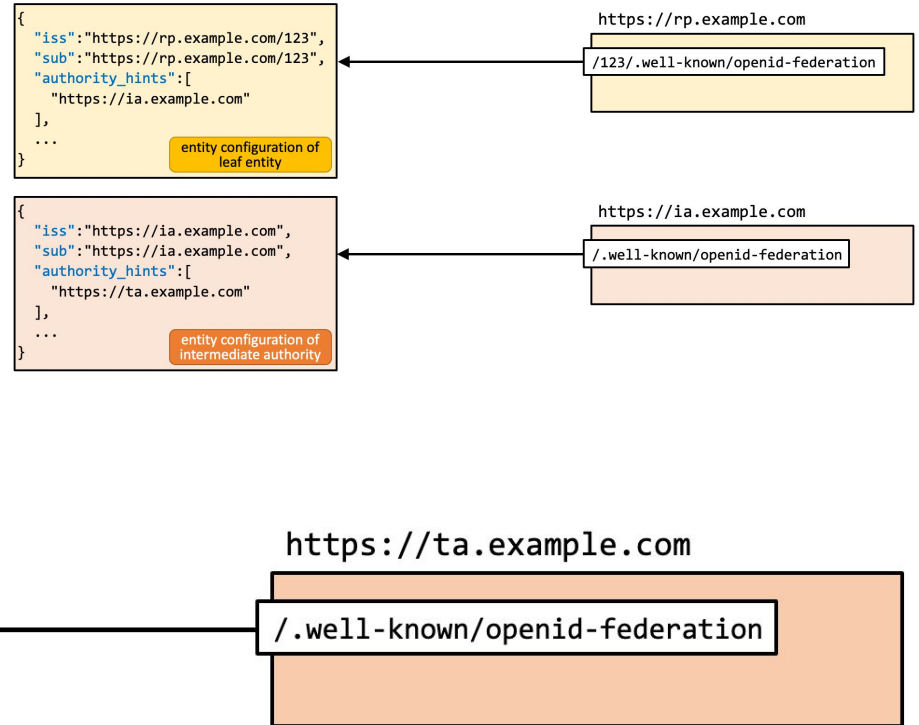 {
"iss":"https://rp.example.com/123",
"sub":"https://rp.example.com/123",
"authority_hints":[
"https://ia.example.com"
],
...
}
entity configuration of
leaf entity
https://rp.example.com
/123/.well-known/openid-federation
{
"iss":"https://ia.example.com",
"sub":"https://ia.example.com",
"authority_hints":[
"https://ta.example.com"
],
...
}
entity configuration of
intermediate authority
https://ia.example.com
/.well-known/openid-federation
https://ta.example.com
/.well-known/openid-federation